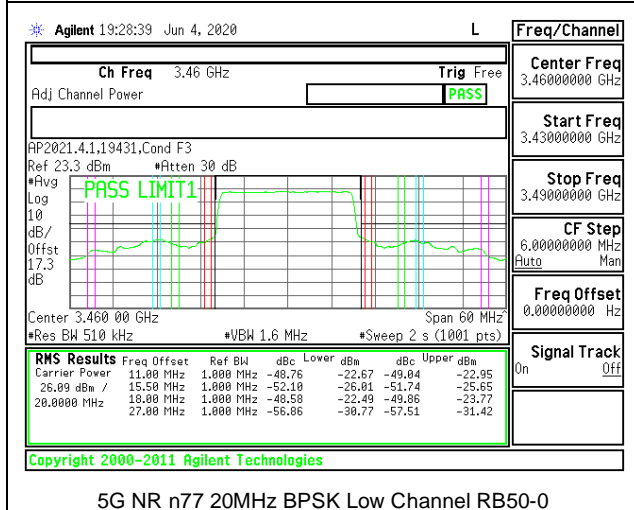 Agilent 19:28:39 Jun 4, 2020 L
Freq/Channel
Ch Freq 3.46 GHz Trig Free
Adj Channel Power PASS
AP2021.4.1,19431,Cond F3
Ref 23.3 dBm #Atten 30 dB
#Avg
Log
10
dB/
Offst
17.3
dB
PASS LIMIT1
Center 3.460 00 GHz Span 60 MHz
#Res BW 510 kHz #VBW 1.6 MHz #Sweep 2 s (1001 pts)
RMS Results Freq Offset Ref BW dBc Lower dBm dBc Upper dBm
Carrier Power 11.00 MHz 1.000 MHz -48.76 -22.67 -49.04 -22.95
26.09 dBm / 15.50 MHz 1.000 MHz -52.10 -26.01 -51.74 -25.65
20.0000 MHz 18.00 MHz 1.000 MHz -48.58 -22.49 -49.86 -23.77
27.00 MHz 1.000 MHz -56.86 -30.77 -57.51 -31.42
Center Freq
3.46000000 GHz
Start Freq
3.43000000 GHz
Stop Freq
3.49000000 GHz
CF Step
6.00000000 MHz
Auto Man
Freq Offset
0.00000000 Hz
Signal Track
On Off
Copyright 2000-2011 Agilent Technologies
5G NR n77 20MHz BPSK Low Channel RB50-0